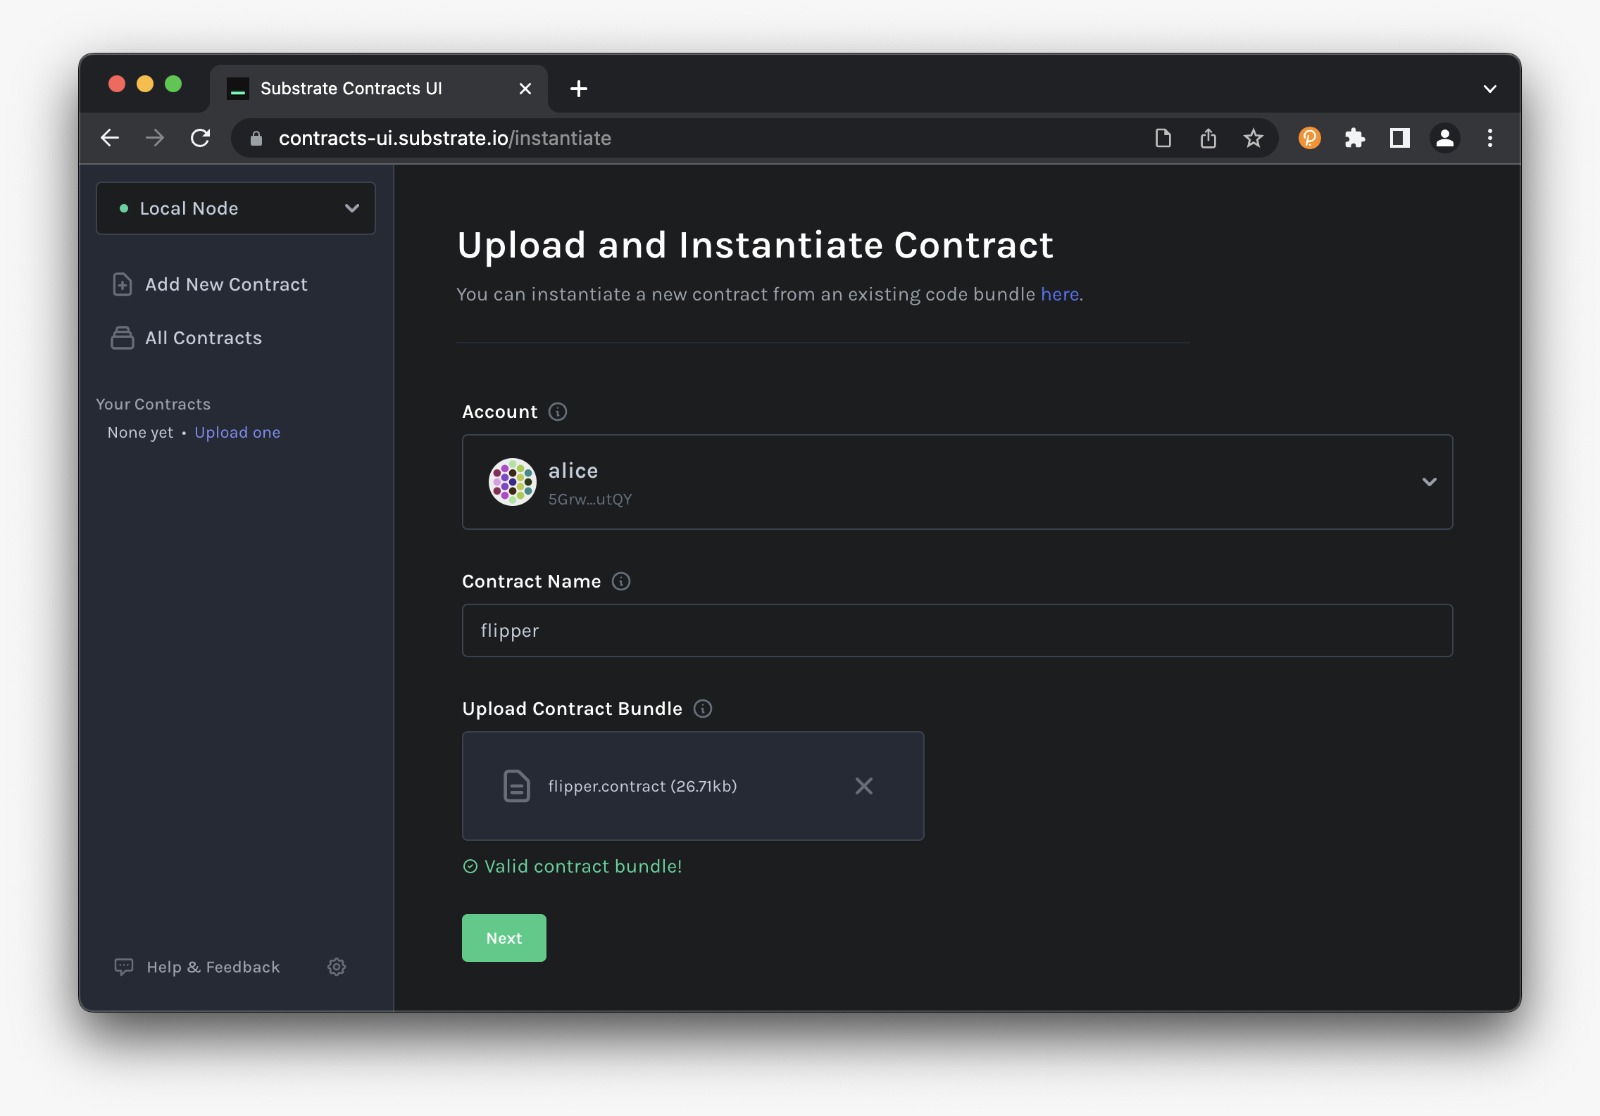 Substrate Contracts UI
contracts-ui.substrate.io/instantiate
Local Node
Add New Contract
All Contracts
Your Contracts
None yet • Upload one
Help & Feedback
Upload and Instantiate Contract
You can instantiate a new contract from an existing code bundle here.
Account
alice
5Grw...utQY
Contract Name
flipper
Upload Contract Bundle
flipper.contract (26.71kb)
Valid contract bundle!
Next